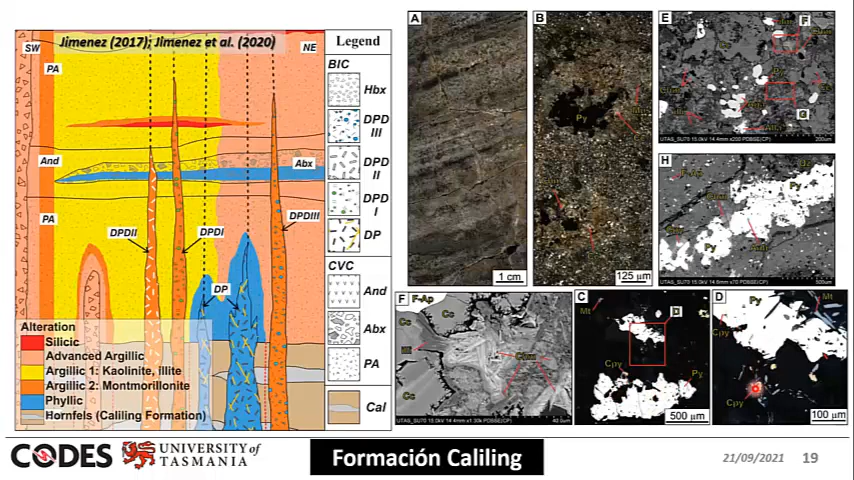 Jimenez (2017); Jimenez et al. (2020)
SW
NE
PA
And
Abx
PA
DPDII
DPDI
DPDIII
DP
Alteration
Silicic
Advanced Argillic
Argillic 1: Kaolinite, illite
Argillic 2: Montmorillonite
Phyllic
Hornfels (Caliling Formation)
Legend
BIC
Hbx
DPD
III
DPD
II
DPD
I
DP
CVC
And
Abx
PA
Cal
A
1 cm
B
Py
125 μm
E
F
G
H
F-Ap
Py
Py
F
F-Ap
Cc
Cc
Cc
C
Mt
D
Cpy
Py
500 μm
D
Py
Mt
Cpy
Cpy
100 μm
CODES
UNIVERSITY of
TASMANIA
Formación Caliling
21/09/2021
19